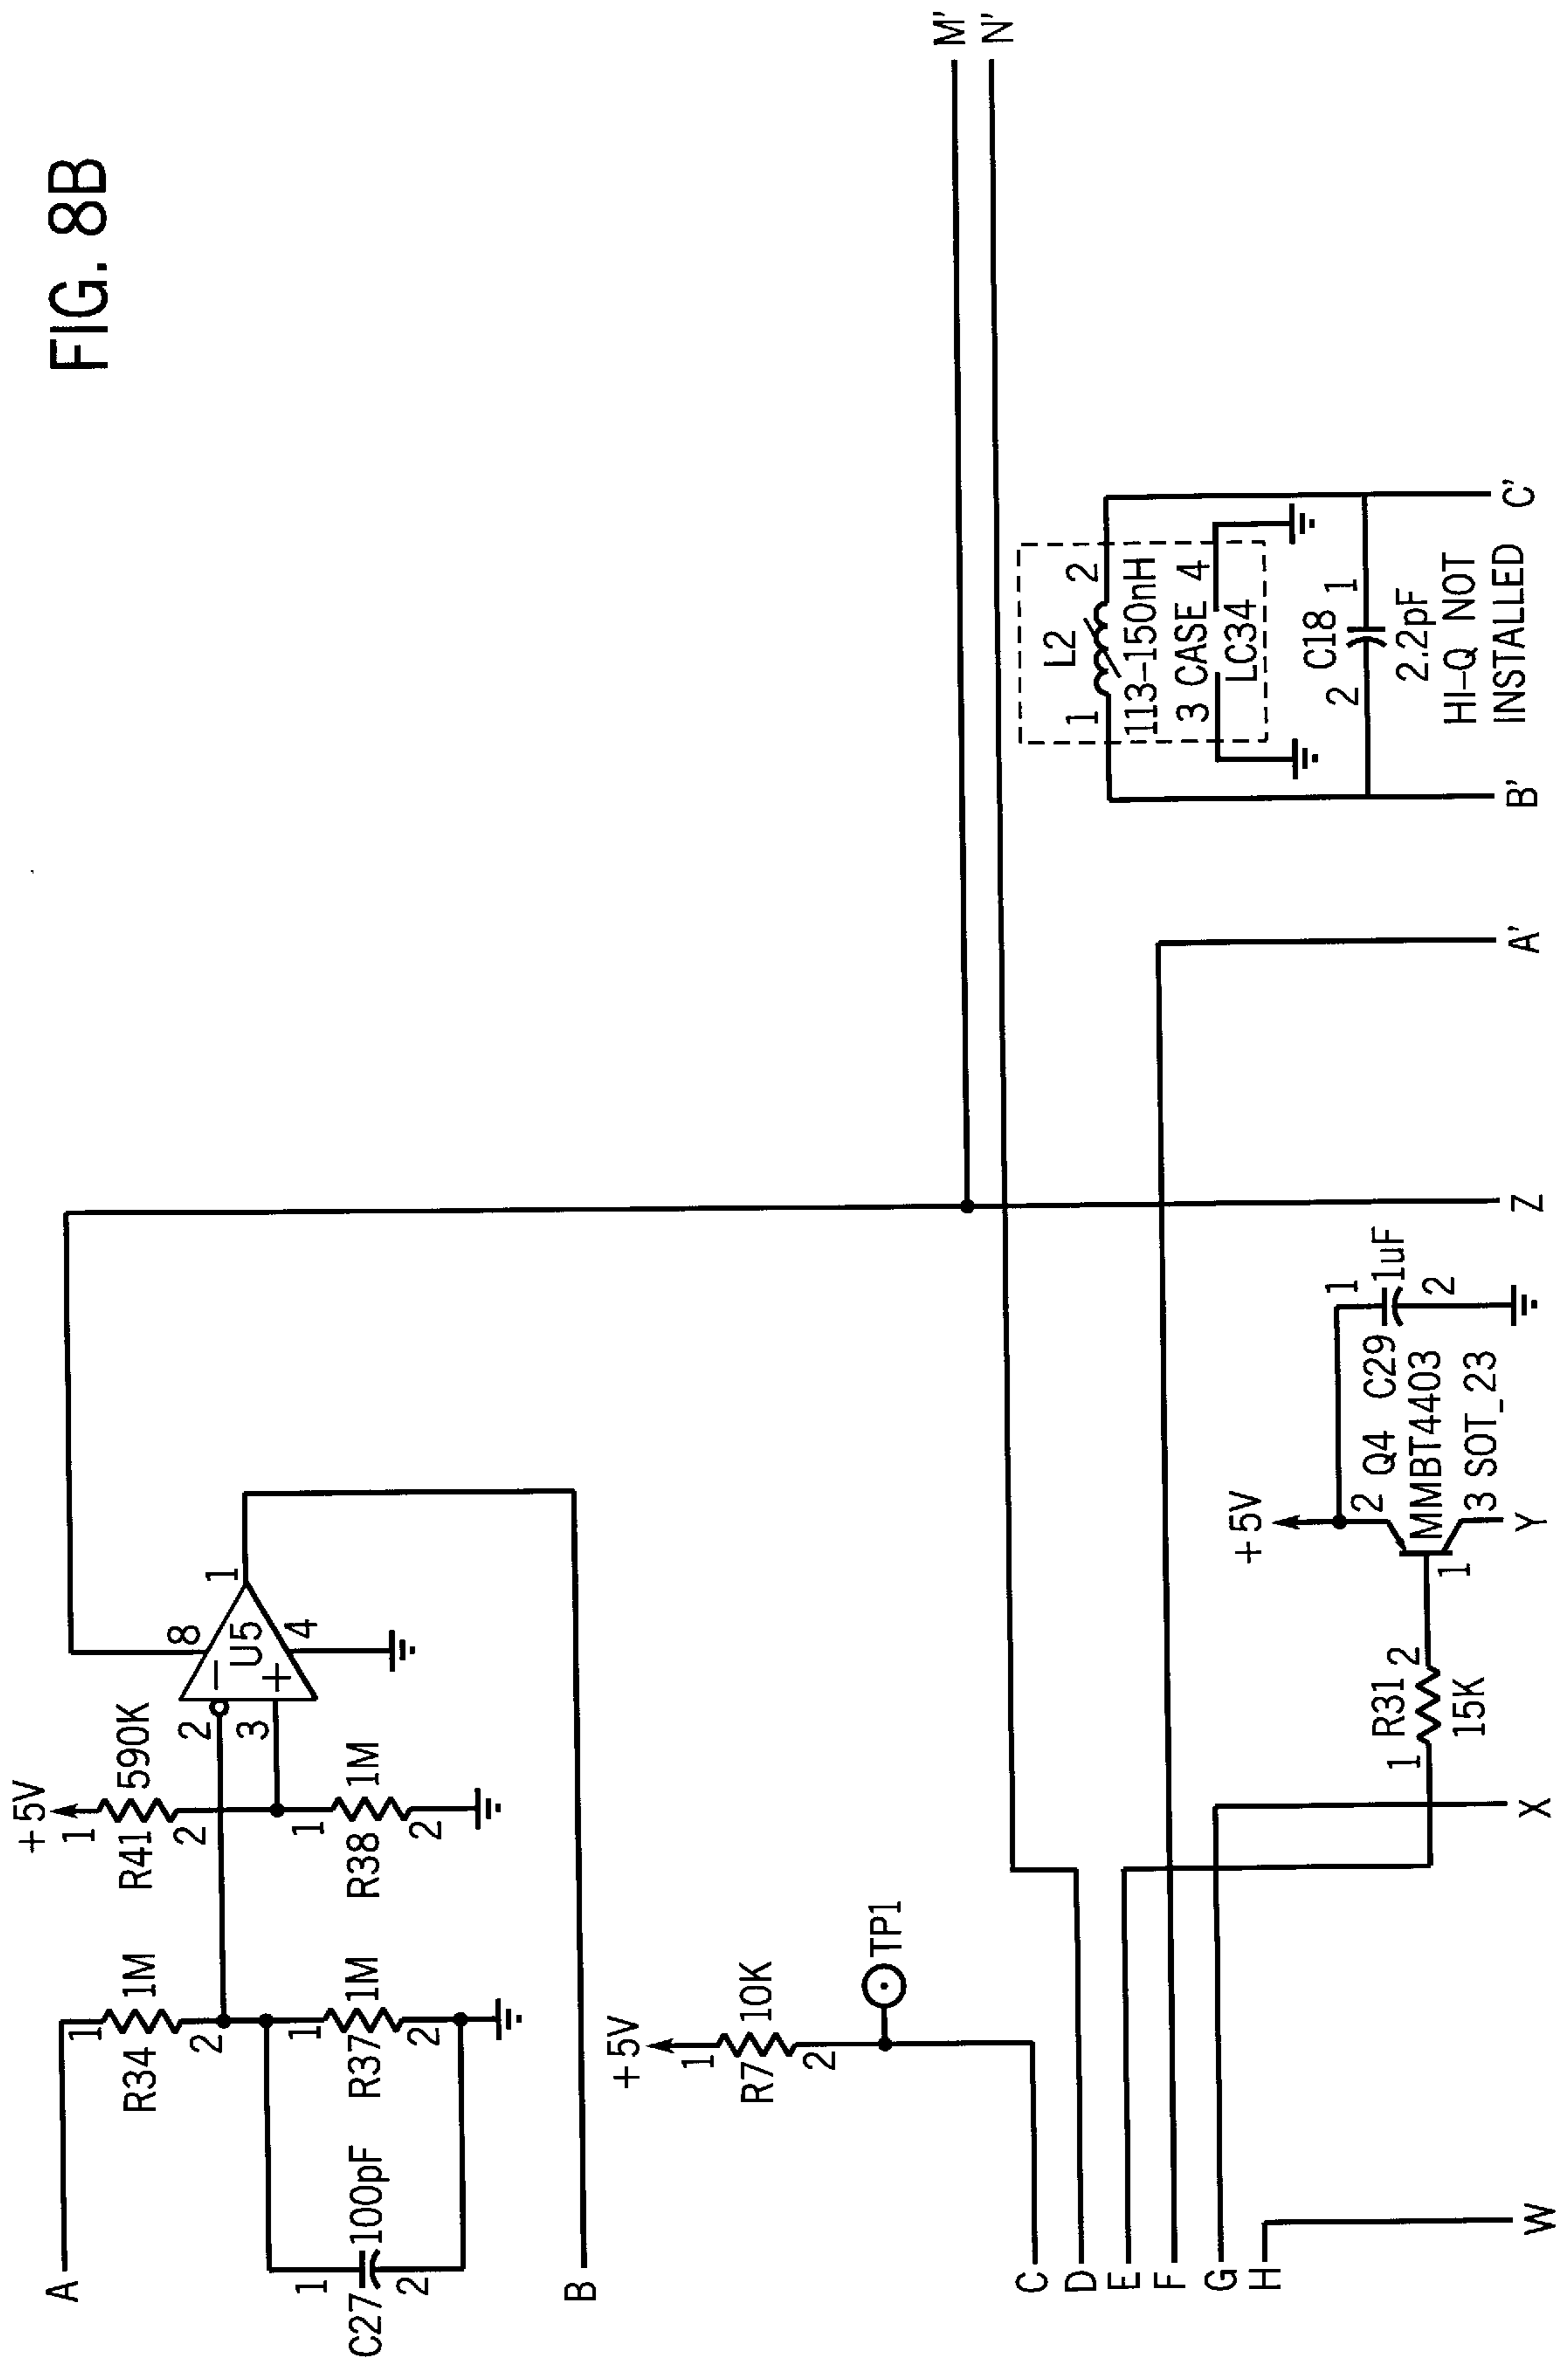 FIG. 8B
A
1
R34 1M
2
+5V
1
R41 590K
2
2
3
−
+
U5
8
4
1
1
C27 100pF
2
1
R37 1M
2
1
R38 1M
2
B
+5V
1
R7 10K
2
TP1
M'
N'
C
D
E
F
G
H
L2
1
2
113–150nH
3 CASE 4
LC34
C18
2
1
2.2pF
HI–Q NOT
INSTALLED
+5V
1
R31
2
15K
2
Q4
C29
1
1uF
2
MMBT4403
1
3 SOT_23
W
X
Y
Z
A'
B'
C'